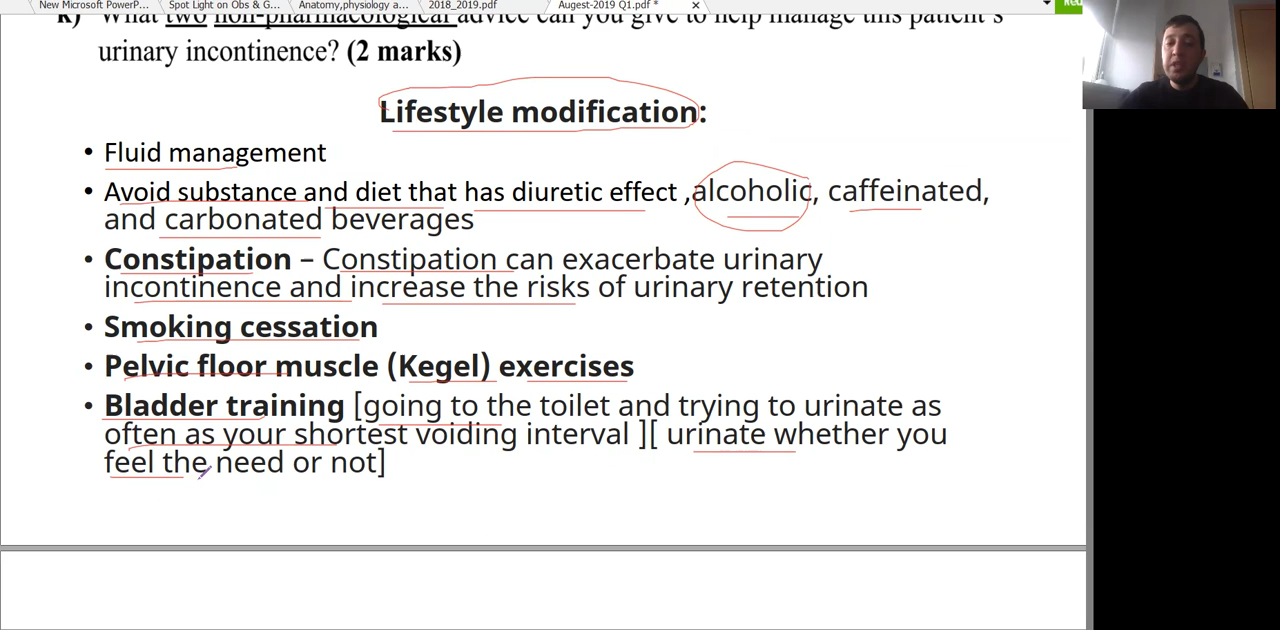 New Microsoft PowerP...
Spot Light on Obs & G...
Anatomy,physiology a...
2018_2019.pdf
Augest-2019 Q1.pdf *
k) What two non-pharmacological advice can you give to help manage this patient's
urinary incontinence? (2 marks)
Lifestyle modification:
• Fluid management
• Avoid substance and diet that has diuretic effect ,alcoholic, caffeinated,
and carbonated beverages
• Constipation – Constipation can exacerbate urinary
incontinence and increase the risks of urinary retention
• Smoking cessation
• Pelvic floor muscle (Kegel) exercises
• Bladder training [going to the toilet and trying to urinate as
often as your shortest voiding interval ][ urinate whether you
feel the need or not]